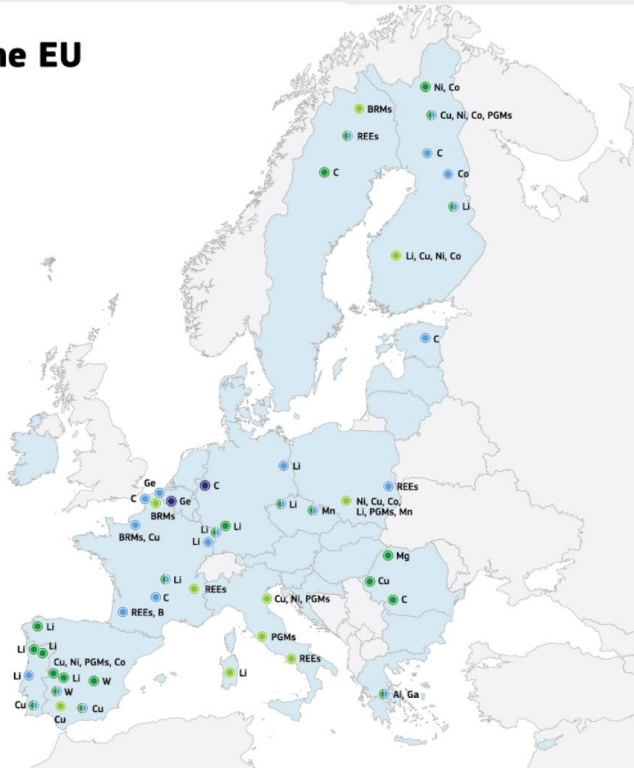 he EU
Ni, Co
BRMs
Cu, Ni, Co, PGMs
REEs
C
C
Co
Li
Li, Cu, Ni, Co
C
Li
Ge
C
REEs
C
Ge
BRMs
Li
Mn
Ni, Cu, Co,
Li, PGMs, Mn
BRMs, Cu
Li
Li
Li
Mg
Li
Cu
REEs
C
Cu, Ni, PGMs
C
REEs, B
Li
PGMs
Li
Li
REEs
Cu, Ni, PGMs, Co
Li
Li
Li
W
W
Al, Ga
Cu
Cu
Cu